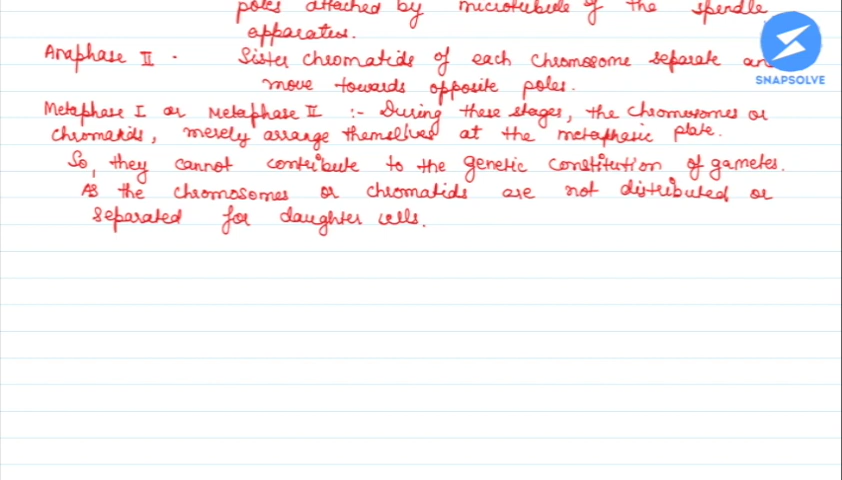 poles attached by microtubule of the spindle
apparatus.
SNAPSOLVE
Anaphase II . Sister chromatids of each chromosome separate an
move towards opposite poles.
Metaphase I or Metaphase II :- During these stages, the chromosomes or
chromatids, merely arrange themselves at the metaphasic plate.
So, they cannot contribute to the genetic constitution of gametes.
As the chromosomes or chromatids are not distributed or
separated for daughter cells.